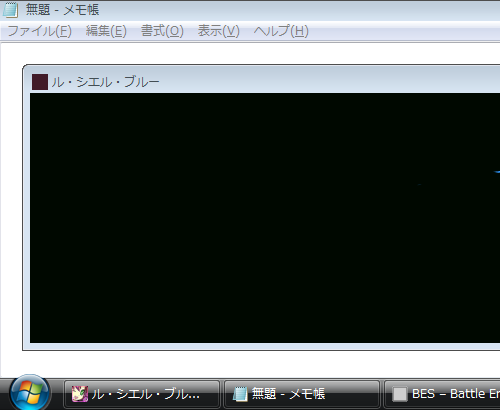 無題 - メモ帳
ファイル(F) 編集(E) 書式(O) 表示(V) ヘルプ(H)
ル・シエル・ブルー
ル・シエル・ブル... 無題 - メモ帳 BES – Battle En